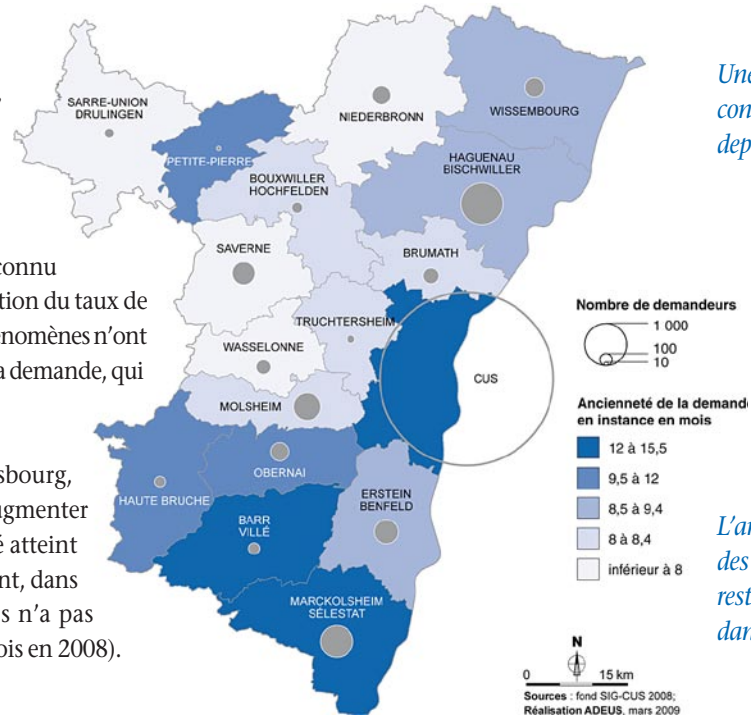 SARRE-UNION
DRULINGEN
NIEDERBRONN
WISSEMBOURG
PETITE-PIERRE
HAGUENAU
BISCHWILLER
BOUXWILLER
HOCHFELDEN
SAVERNE
BRUMATH
TRUCHTERSHEIM
WASSELONNE
CUS
MOLSHEIM
OBERNAI
HAUTE BRUCHE
ERSTEIN
BENFELD
BARR
VILLÉ
MARCKOLSHEIM
SÉLESTAT
connu
tion du taux de
énomènes n'ont
a demande, qui
sbourg,
ugmenter
é atteint
nt, dans
s n'a pas
ois en 2008).
Nombre de demandeurs
1 000
100
10
Ancienneté de la demande
en instance en mois
12 à 15,5
9,5 à 12
8,5 à 9,4
8 à 8,4
inférieur à 8
N
0 15 km
Sources : fond SIG-CUS 2008;
Réalisation ADEUS, mars 2009
Une
con
dep
L'an
des
rest
dan